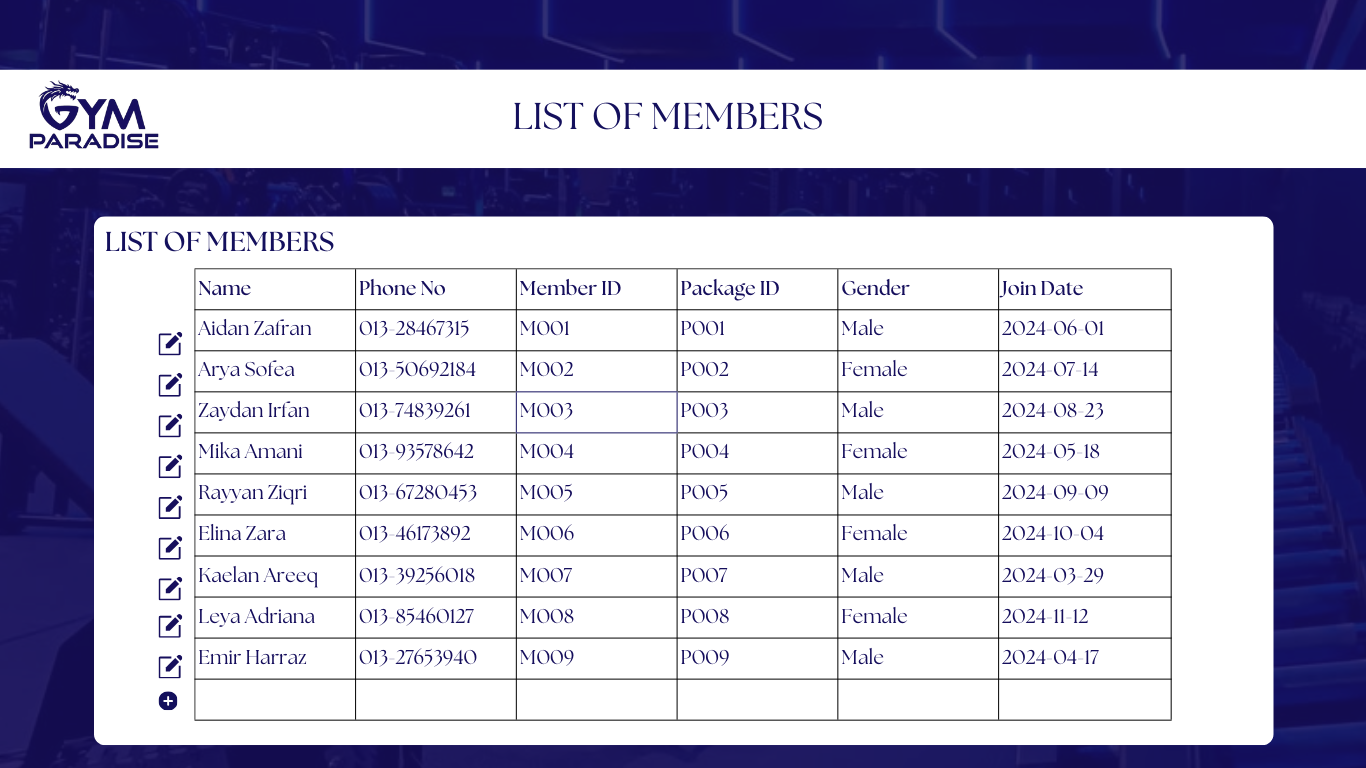 GYM
PARADISE
LIST OF MEMBERS
LIST OF MEMBERS
Name Phone No Member ID Package ID Gender Join Date
Aidan Zafran 013-28467315 M001 P001 Male 2024-06-01
Arya Sofea 013-50692184 M002 P002 Female 2024-07-14
Zaydan Irfan 013-74839261 M003 P003 Male 2024-08-23
Mika Amani 013-93578642 M004 P004 Female 2024-05-18
Rayyan Ziqri 013-67280453 M005 P005 Male 2024-09-09
Elina Zara 013-46173892 M006 P006 Female 2024-10-04
Kaelan Areeq 013-39256018 M007 P007 Male 2024-03-29
Leya Adriana 013-85460127 M008 P008 Female 2024-11-12
Emir Harraz 013-27653940 M009 P009 Male 2024-04-17